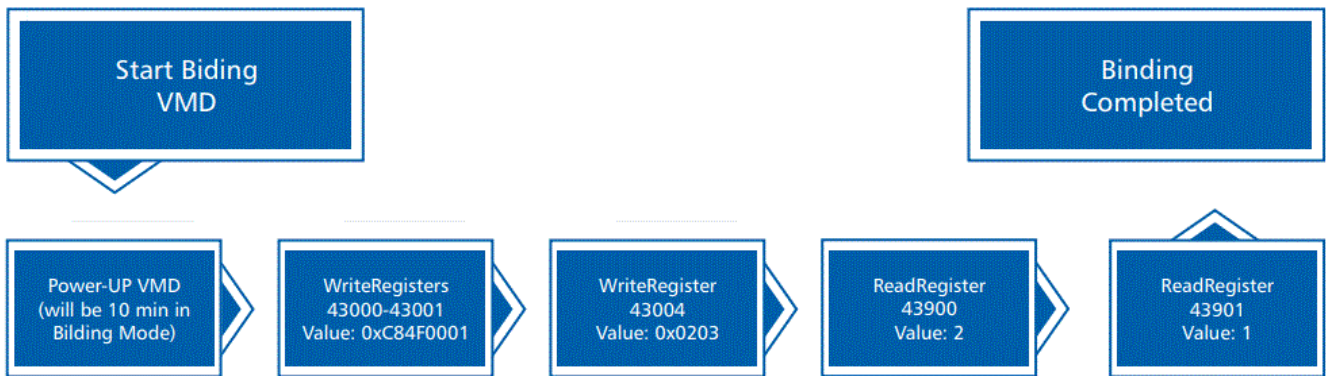 Start Biding
VMD
Binding
Completed
Power-UP VMD
(will be 10 min in
Bilding Mode)
WriteRegisters
43000-43001
Value: 0xC84F0001
WriteRegister
43004
Value: 0x0203
ReadRegister
43900
Value: 2
ReadRegister
43901
Value: 1